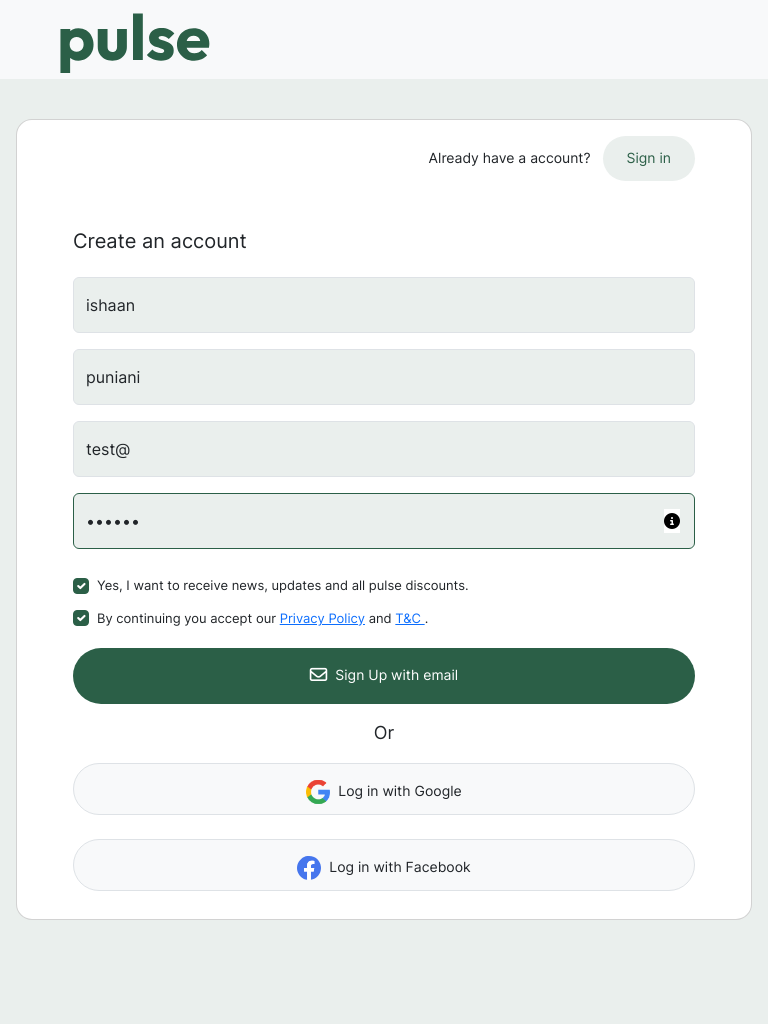 pulse
Already have a account? Sign in
Create an account
ishaan
puniani
test@
••••••
Yes, I want to receive news, updates and all pulse discounts.
By continuing you accept our Privacy Policy and T&C .
Sign Up with email
Or
Log in with Google
Log in with Facebook